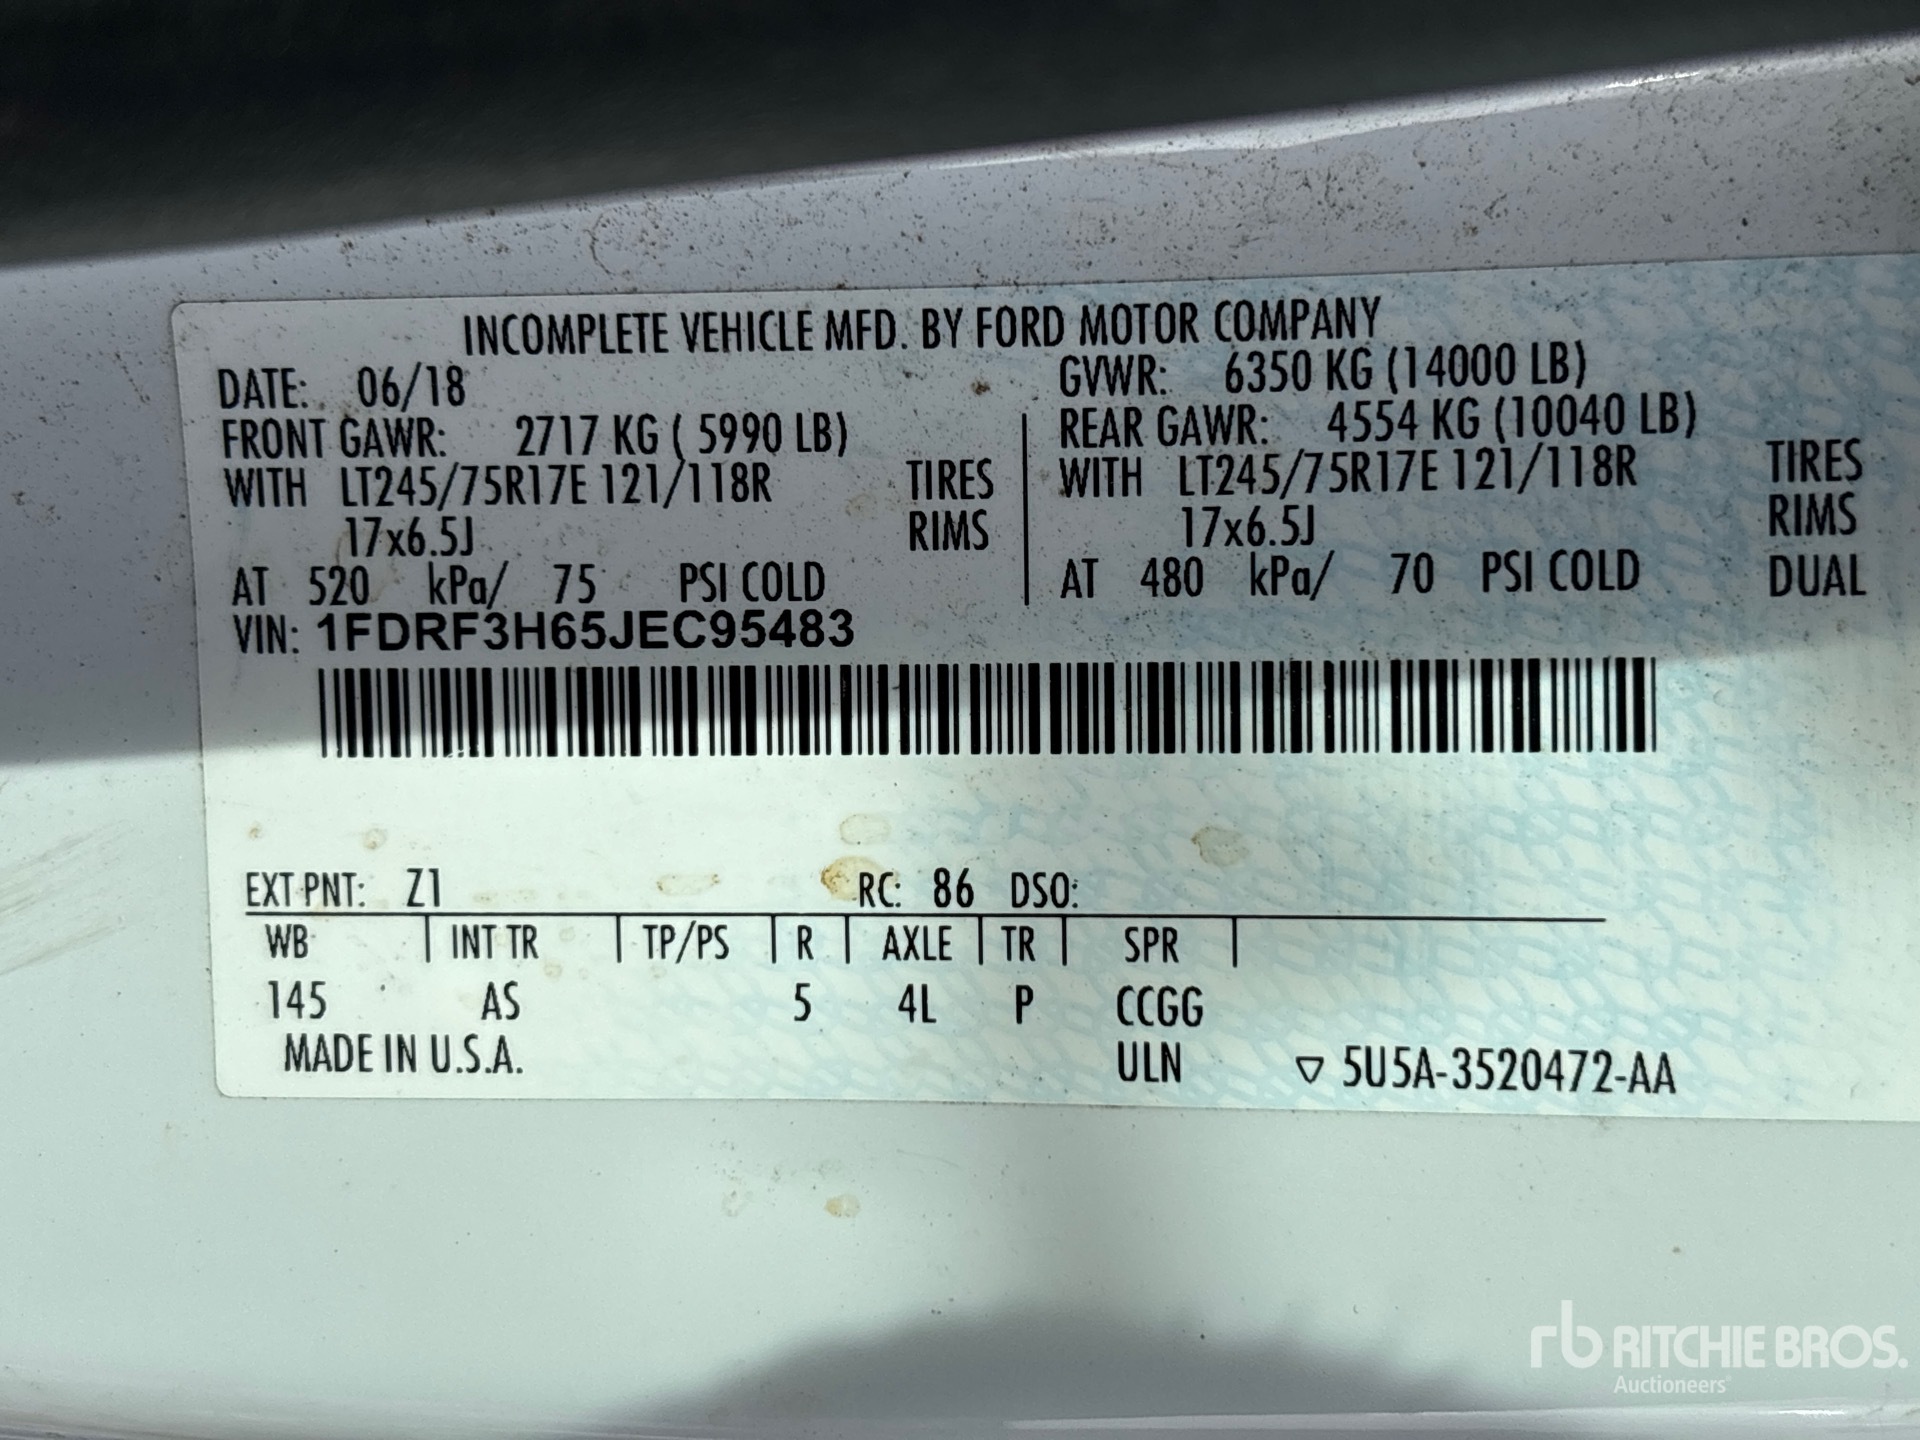 INCOMPLETE VEHICLE MFD. BY FORD MOTOR COMPANY
DATE: 06/18 GVWR: 6350 KG (14000 LB)
FRONT GAWR: 2717 KG ( 5990 LB) REAR GAWR: 4554 KG (10040 LB)
WITH LT245/75R17E 121/118R TIRES WITH LT245/75R17E 121/118R TIRES
17x6.5J RIMS 17x6.5J RIMS
AT 520 kPa/ 75 PSI COLD AT 480 kPa/ 70 PSI COLD DUAL
VIN: 1FDRF3H65JEC95483
EXT PNT: Z1 RC: 86 DSO:
WB INT TR TP/PS R AXLE TR SPR
145 AS 5 4L P CCGG
MADE IN U.S.A. ULN ▽ 5U5A-3520472-AA
rb RITCHIE BROS.
Auctioneers